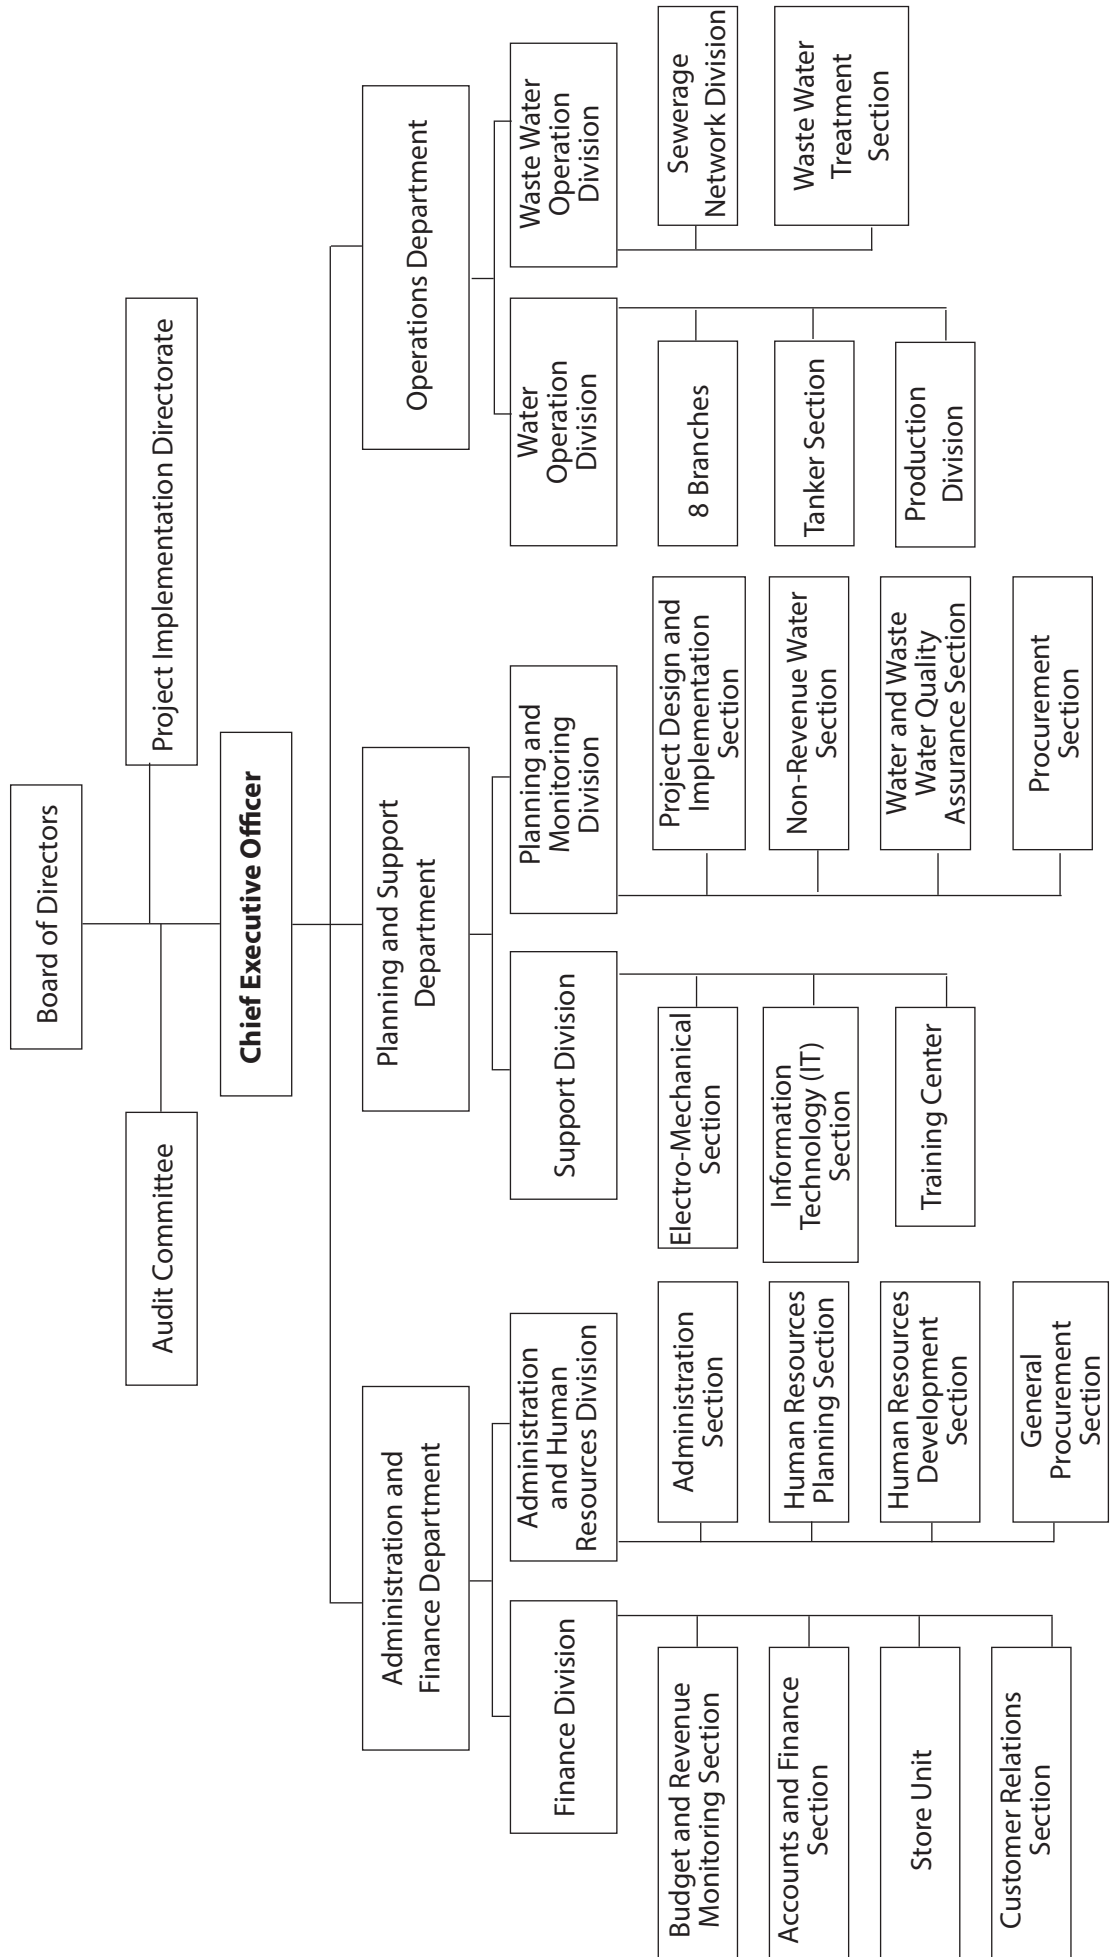 Board of Directors
Audit Committee
Project Implementation Directorate
Chief Executive Officer
Administration and
Finance Department
Planning and Support
Department
Operations Department
Finance Division
Administration
and Human
Resources Division
Support Division
Planning and
Monitoring
Division
Water
Operation
Division
Waste Water
Operation
Division
Budget and Revenue
Monitoring Section
Accounts and Finance
Section
Store Unit
Customer Relations
Section
Administration
Section
Human Resources
Planning Section
Human Resources
Development
Section
General
Procurement
Section
Electro-Mechanical
Section
Information
Technology (IT)
Section
Training Center
Project Design and
Implementation
Section
Non-Revenue Water
Section
Water and Waste
Water Quality
Assurance Section
Procurement
Section
8 Branches
Tanker Section
Production
Division
Sewerage
Network Division
Waste Water
Treatment
Section